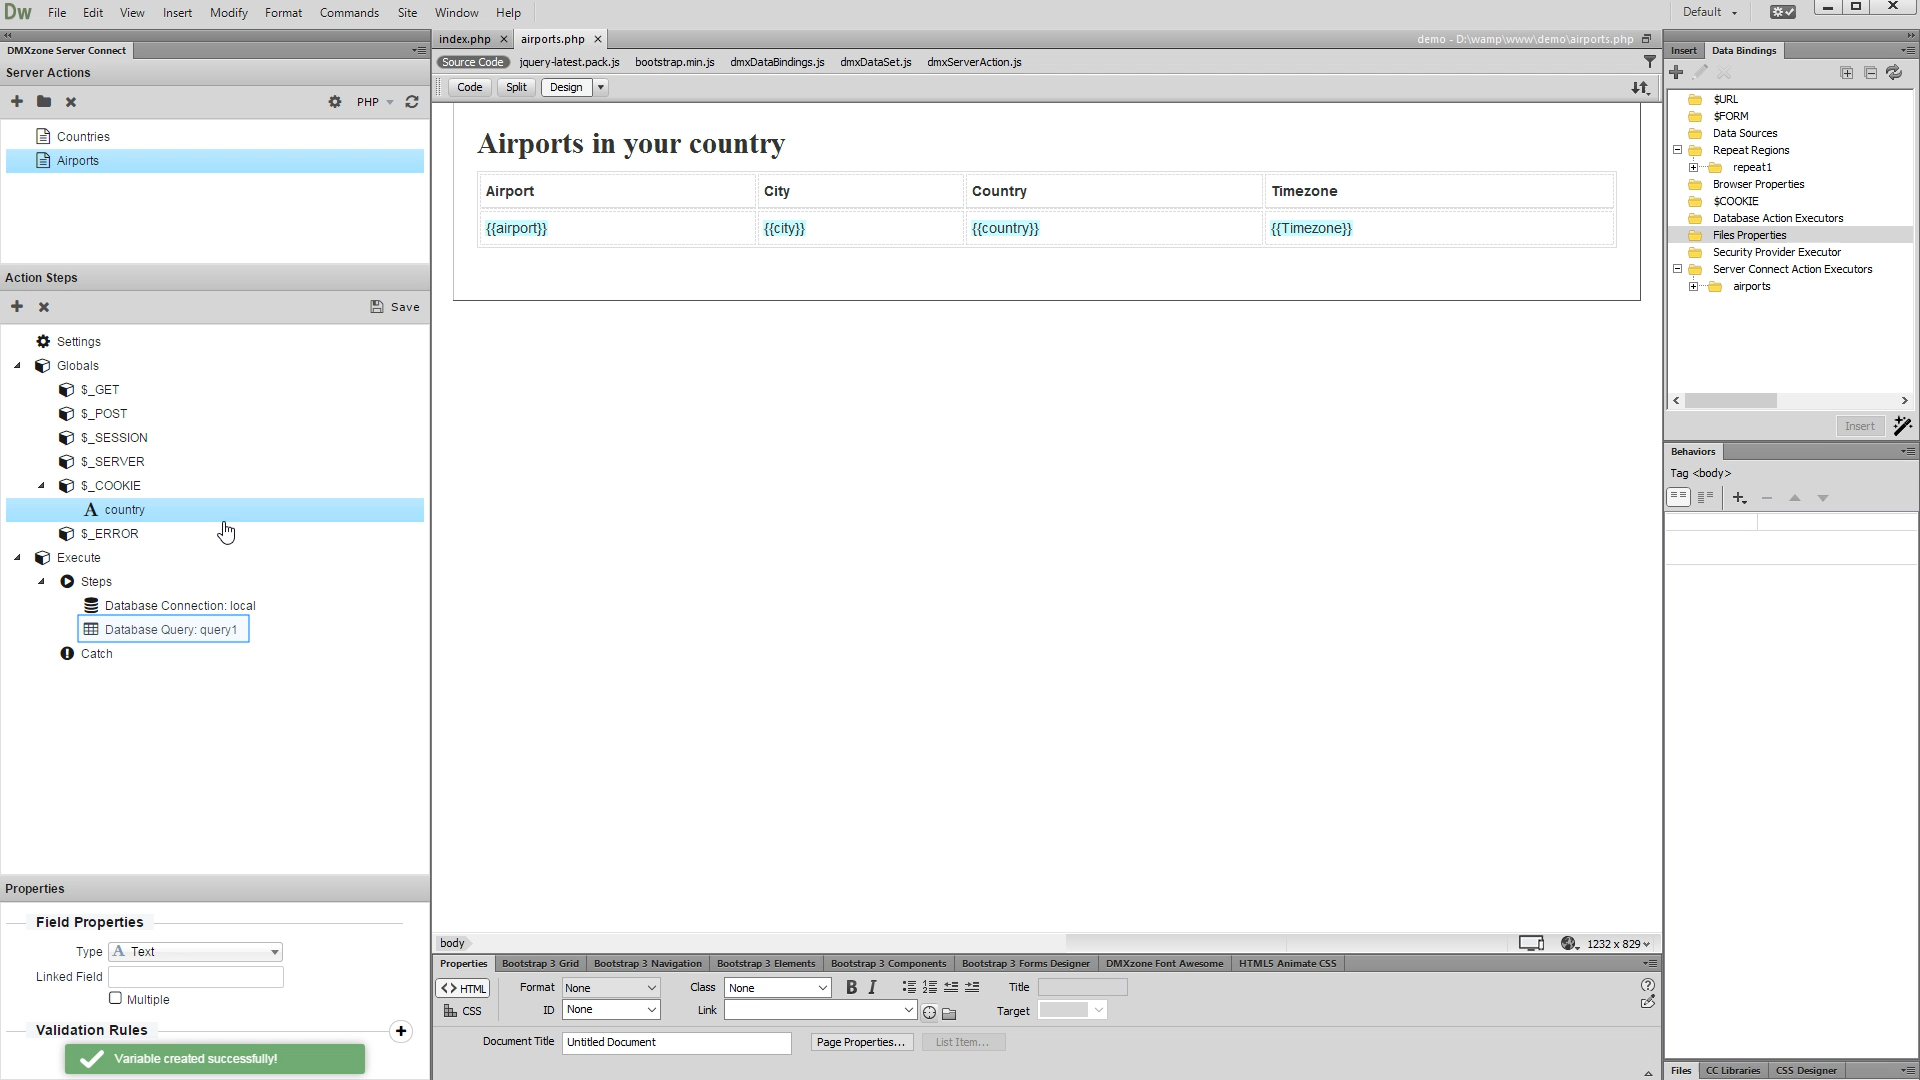 Dw File Edit View Insert Modify Format Commands Site Window Help
Default
DMXzone Server Connect
Server Actions
PHP
Countries
Airports
Action Steps
Save
Settings
Globals
$_GET
$_POST
$_SESSION
$_SERVER
$_COOKIE
A country
$_ERROR
Execute
Steps
Database Connection: local
Database Query: query1
Catch
Properties
Field Properties
Type A Text
Linked Field
Multiple
Validation Rules
Variable created successfully!
index.php airports.php
demo - D:\wamp\www\demo\airports.php
Source Code jquery-latest.pack.js bootstrap.min.js dmxDataBindings.js dmxDataSet.js dmxServerAction.js
Code Split Design
Airports in your country
Airport City Country Timezone
{{airport}} {{city}} {{country}} {{Timezone}}
body
1232 x 829
Properties Bootstrap 3 Grid Bootstrap 3 Navigation Bootstrap 3 Elements Bootstrap 3 Components Bootstrap 3 Forms Designer DMXzone Font Awesome HTML5 Animate CSS
<> HTML Format None Class None B I Title
CSS ID None Link Target
Document Title Untitled Document Page Properties... List Item...
Insert Data Bindings
$URL
$FORM
Data Sources
Repeat Regions
repeat1
Browser Properties
$COOKIE
Database Action Executors
Files Properties
Security Provider Executor
Server Connect Action Executors
airports
Insert
Behaviors
Tag <body>
Files CC Libraries CSS Designer